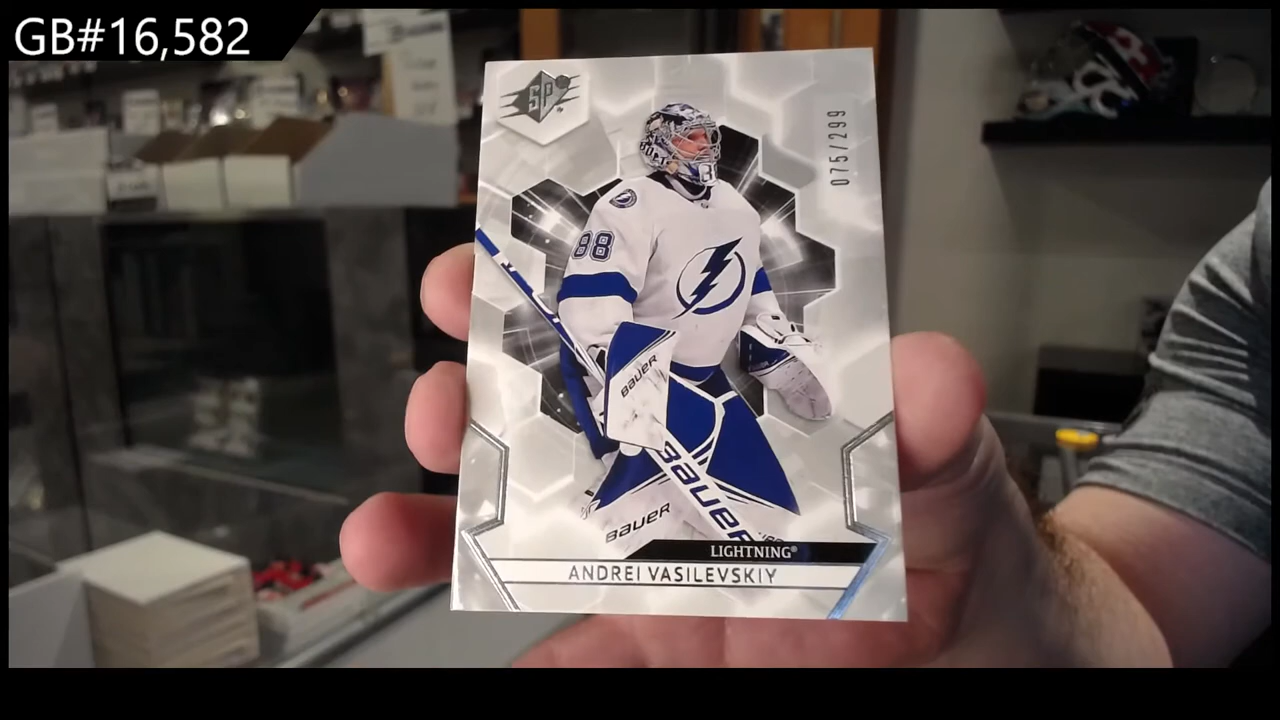 GB#16,582
SP
075/299
88
BAUER
BAUER
BAUER
LIGHTNING®
ANDREI VASILEVSKIY